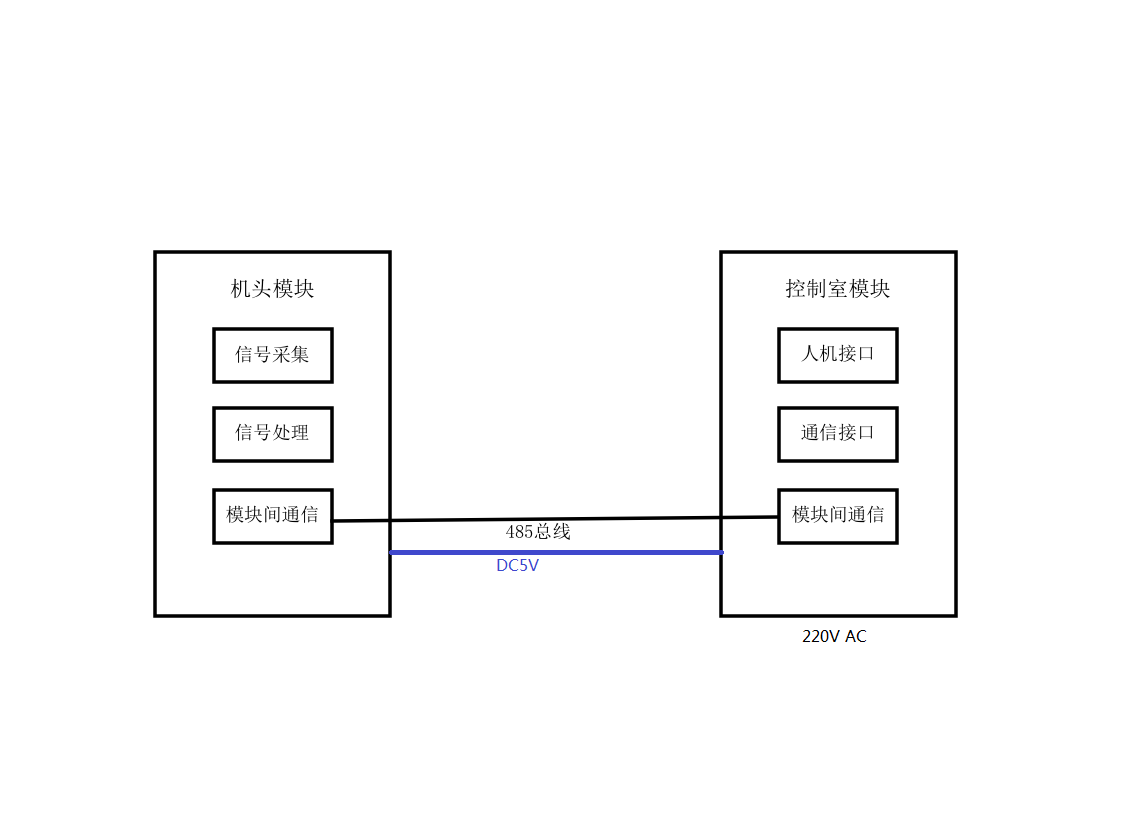 机头模块
信号采集
信号处理
模块间通信
485总线
DC5V
控制室模块
人机接口
通信接口
模块间通信
220V AC